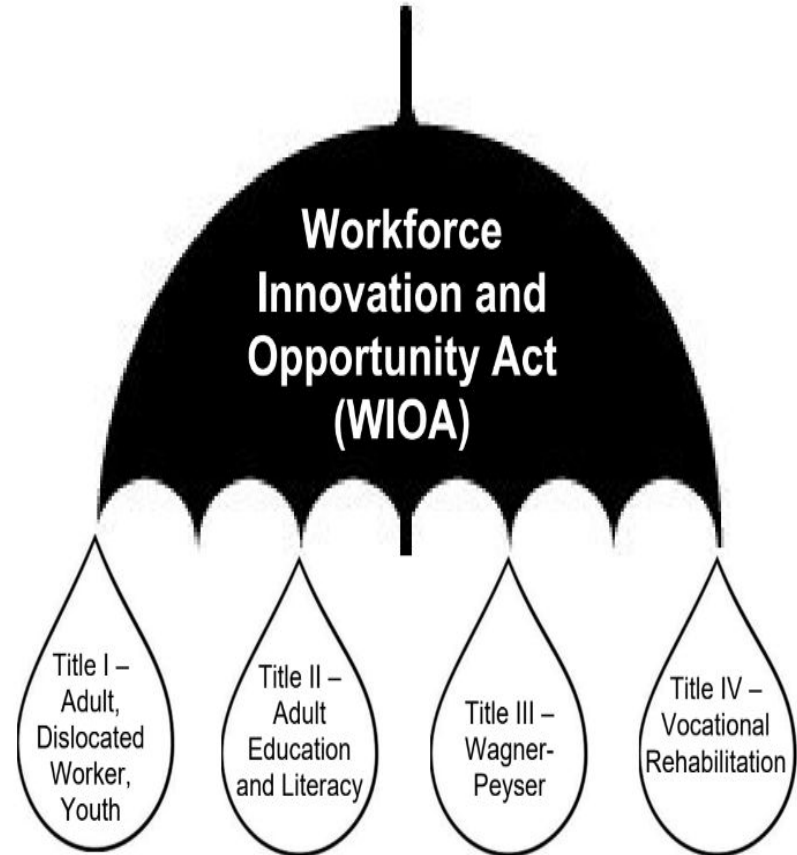 Workforce
Innovation and
Opportunity Act
(WIOA)
Title I –
Adult,
Dislocated
Worker,
Youth
Title II –
Adult
Education
and Literacy
Title III –
Wagner-
Peyser
Title IV –
Vocational
Rehabilitation